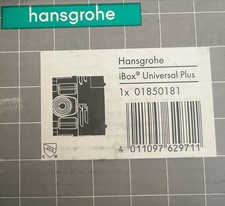 hansgrohe
Hansgrohe
iBox® Universal Plus
1x 01850181
4 011097 629711